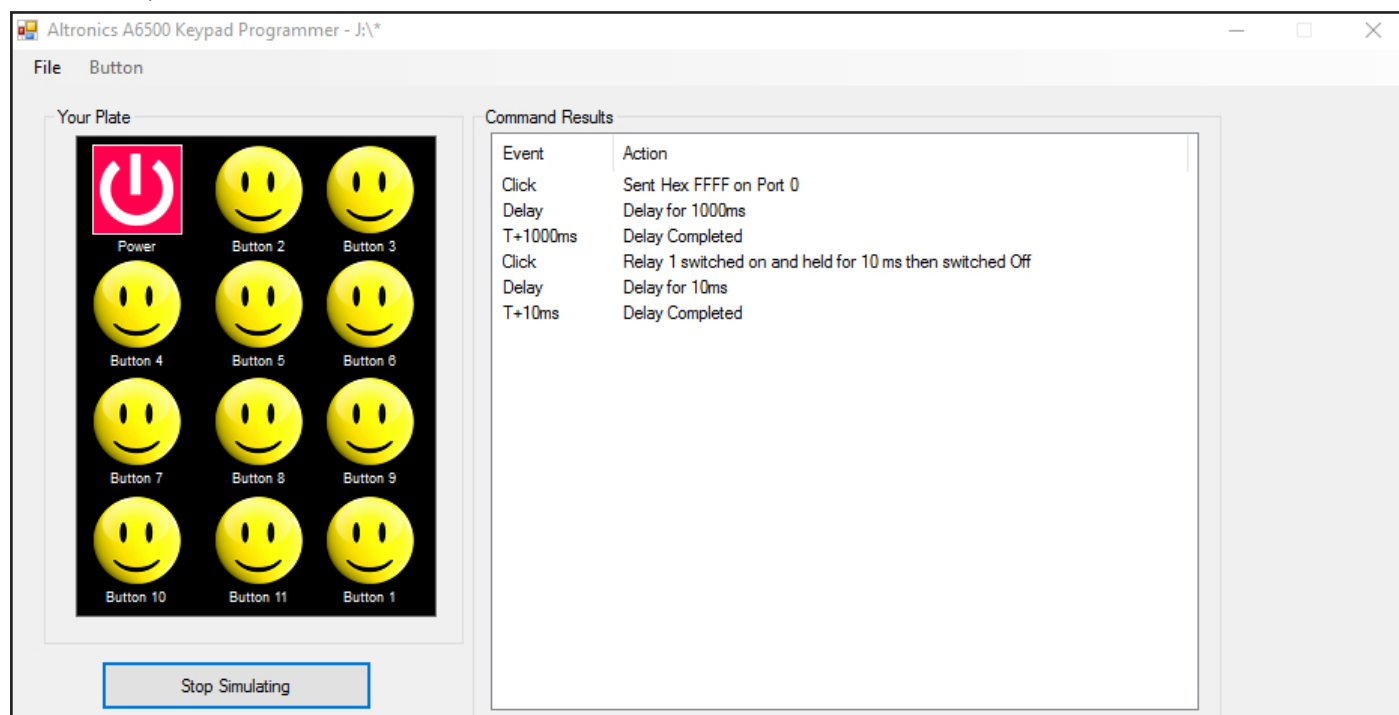 Altronics A6500 Keypad Programmer - J:\*
File Button
Your Plate
Power Button 2 Button 3
Button 4 Button 5 Button 6
Button 7 Button 8 Button 9
Button 10 Button 11 Button 1
Stop Simulating
Command Results
Event Action
Click Sent Hex FFFF on Port 0
Delay Delay for 1000ms
T+1000ms Delay Completed
Click Relay 1 switched on and held for 10 ms then switched Off
Delay Delay for 10ms
T+10ms Delay Completed